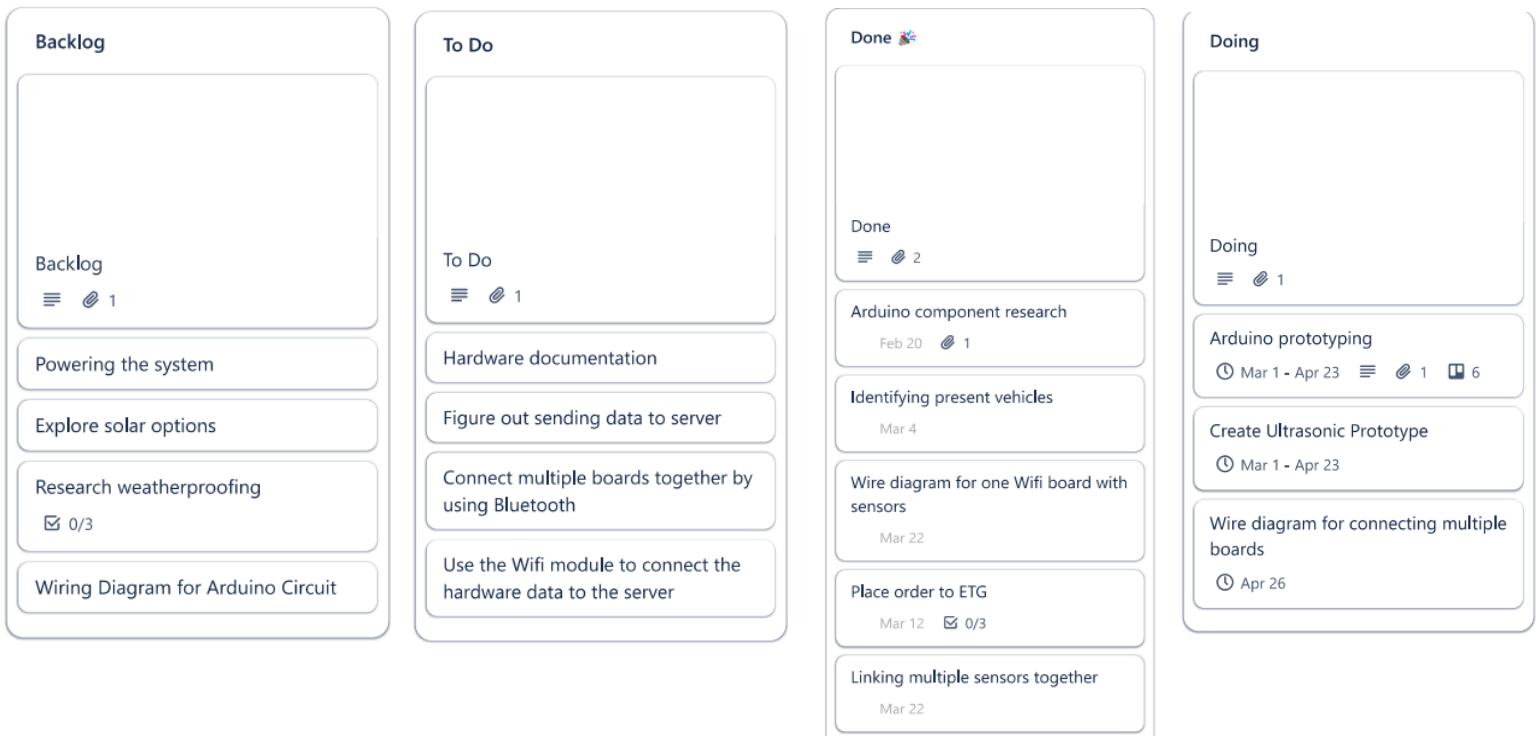 Backlog
Backlog
1
Powering the system
Explore solar options
Research weatherproofing
0/3
Wiring Diagram for Arduino Circuit
To Do
To Do
1
Hardware documentation
Figure out sending data to server
Connect multiple boards together by
using Bluetooth
Use the Wifi module to connect the
hardware data to the server
Done 🎉
Done
2
Arduino component research
Feb 20 1
Identifying present vehicles
Mar 4
Wire diagram for one Wifi board with
sensors
Mar 22
Place order to ETG
Mar 12 0/3
Linking multiple sensors together
Mar 22
Doing
Doing
1
Arduino prototyping
Mar 1 - Apr 23 1 6
Create Ultrasonic Prototype
Mar 1 - Apr 23
Wire diagram for connecting multiple
boards
Apr 26